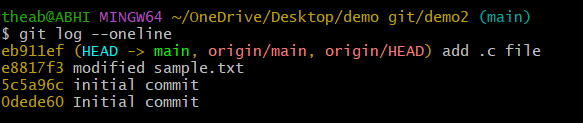 theab@ABHI MINGW64 ~/OneDrive/Desktop/demo git/demo2 (main)
$ git log --oneline
eb911ef (HEAD -> main, origin/main, origin/HEAD) add .c file
e8817f3 modified sample.txt
5c5a96c initial commit
0dede60 Initial commit